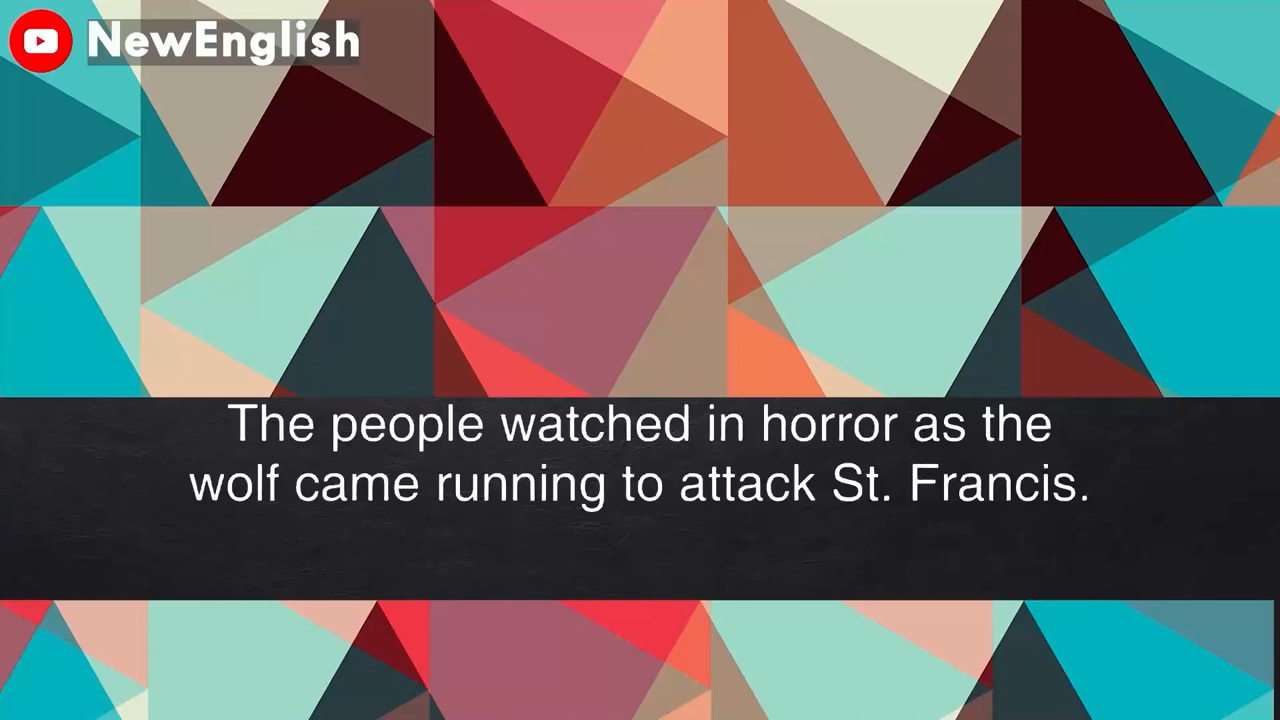 NewEnglish
The people watched in horror as the
wolf came running to attack St. Francis.